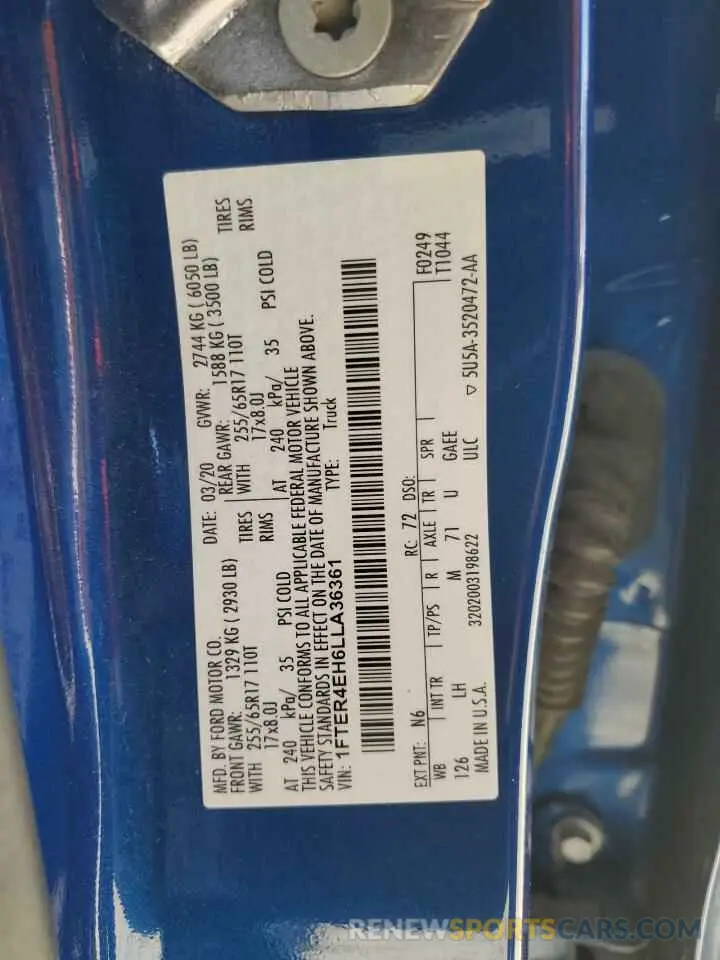 MFD. BY FORD MOTOR CO.
DATE: 03/20 GVWR: 2744 KG ( 6050 LB)
FRONT GAWR: 1329 KG ( 2930 LB) REAR GAWR: 1588 KG ( 3500 LB)
WITH 255/65R17 110T TIRES WITH 255/65R17 110T TIRES
17x8.0J RIMS 17x8.0J RIMS
AT 240 kPa/ 35 PSI COLD AT 240 kPa/ 35 PSI COLD
THIS VEHICLE CONFORMS TO ALL APPLICABLE FEDERAL MOTOR VEHICLE
SAFETY STANDARDS IN EFFECT ON THE DATE OF MANUFACTURE SHOWN ABOVE.
VIN: 1FTER4EH6LLA36361 TYPE: Truck
EXT PNT: N6 RC: 72 DSO: F0249
WB INT TR TP/PS R AXLE TR SPR T1044
126 LH M 71 U GAEE
3202003198622 ULC
MADE IN U.S.A. ▽ 5U5A-3520472-AA
RENEWSPORTSCARS.COM